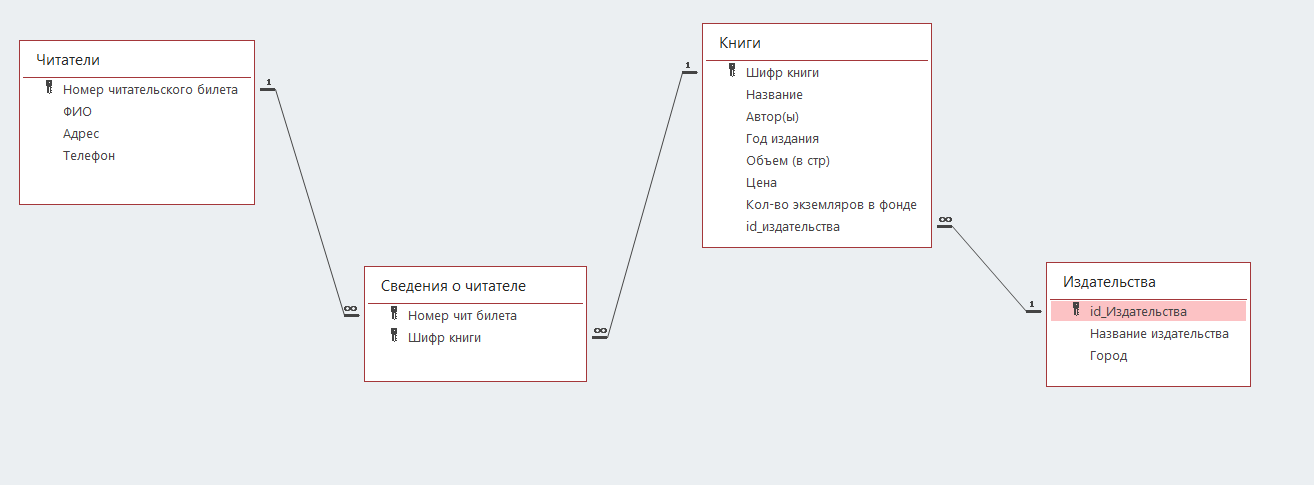 Читатели
Номер читательского билета
ФИО
Адрес
Телефон
1
∞
Сведения о читателе
Номер чит билета
Шифр книги
∞
1
Книги
Шифр книги
Название
Автор(ы)
Год издания
Объем (в стр)
Цена
Кол-во экземляров в фонде
id_издательства
∞
1
Издательства
id_Издательства
Название издательства
Город